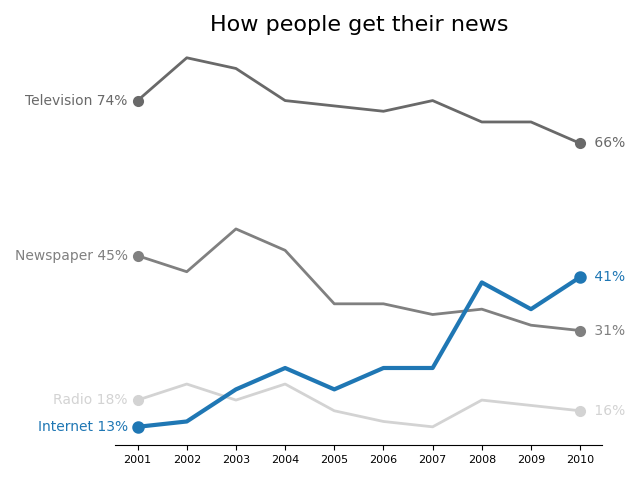 How people get their news
Television 74%
66%
Newspaper 45%
41%
31%
Radio 18%
16%
Internet 13%
2001 2002 2003 2004 2005 2006 2007 2008 2009 2010